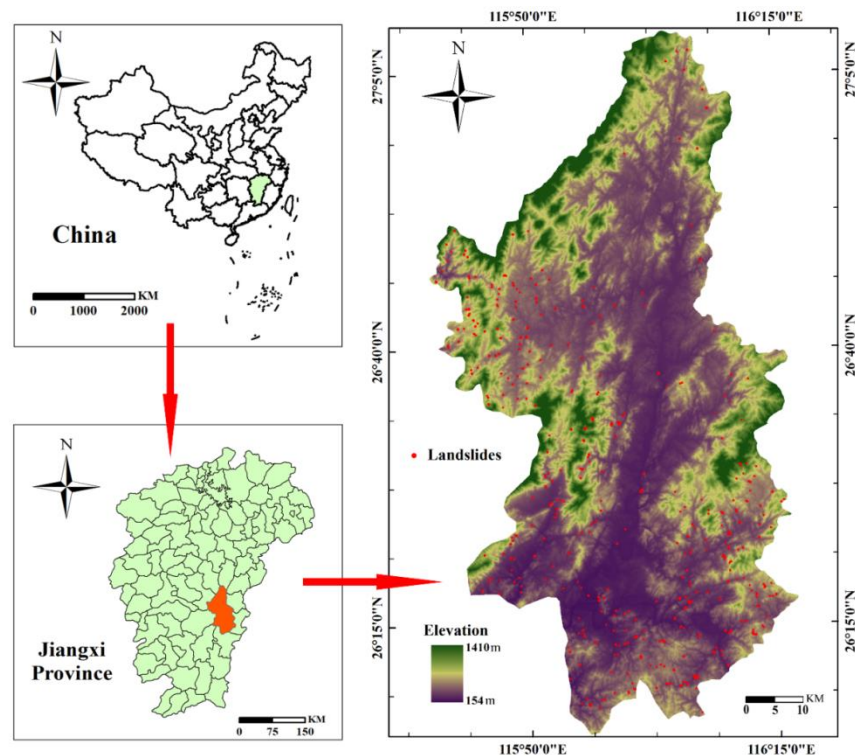 N
China
KM
0 1000 2000
N
Jiangxi
Province
KM
0 75 150
115°50'0"E 116°15'0"E
N
27°5'0"N
27°5'0"N
26°40'0"N
26°40'0"N
Landslides
26°15'0"N
26°15'0"N
Elevation
1410m
154m
KM
0 5 10
115°50'0"E 116°15'0"E